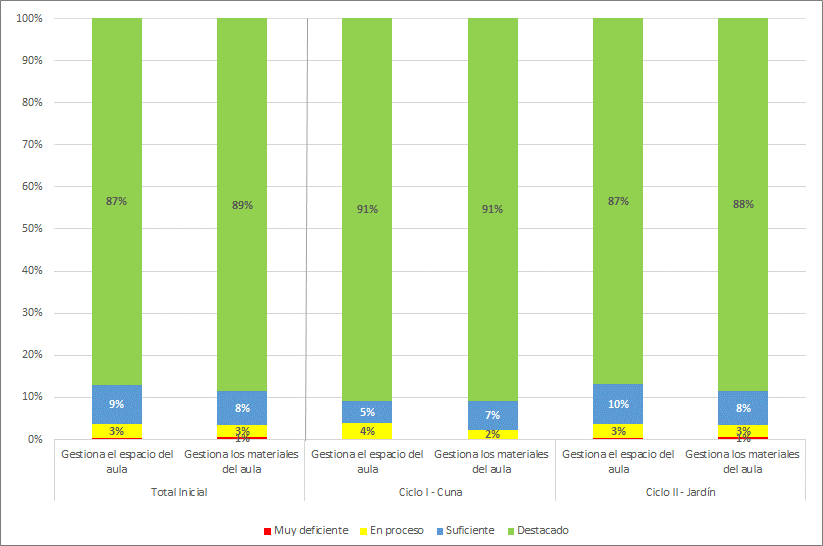 100%
90%
80%
70%
60%
50%
40%
30%
20%
10%
0%
87% 89% 91% 91% 87% 88%
9% 8% 5% 7% 10% 8%
3% 3% 4% 2% 3% 3%
1% 1%
Gestiona el espacio del aula
Gestiona los materiales del aula
Gestiona el espacio del aula
Gestiona los materiales del aula
Gestiona el espacio del aula
Gestiona los materiales del aula
Total Inicial Ciclo I - Cuna Ciclo II - Jardín
Muy deficiente En proceso Suficiente Destacado